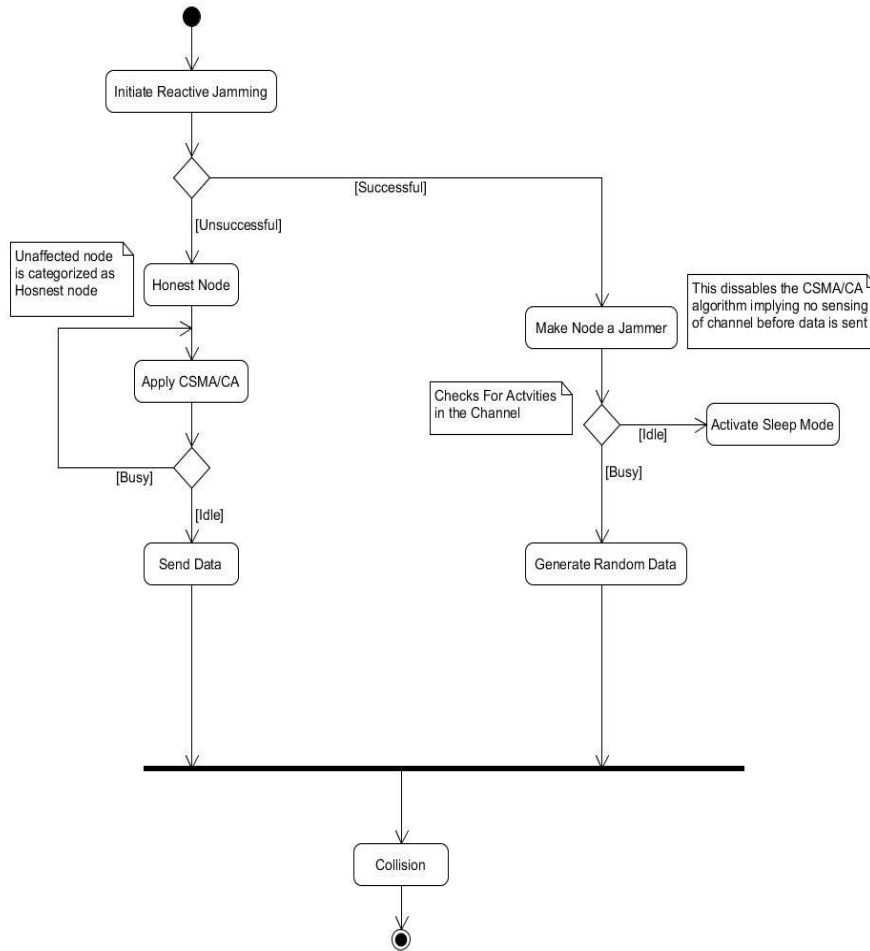 Initiate Reactive Jamming
[Successful]
[Unsuccessful]
Unaffected node
is categorized as
Hosnest node
Honest Node
This dissables the CSMA/CA
algorithm implying no sensing
of channel before data is sent
Make Node a Jammer
Apply CSMA/CA
Checks For Actvities
in the Channel
Activate Sleep Mode
[Idle]
[Busy]
[Busy]
[Idle]
Send Data
Generate Random Data
Collision